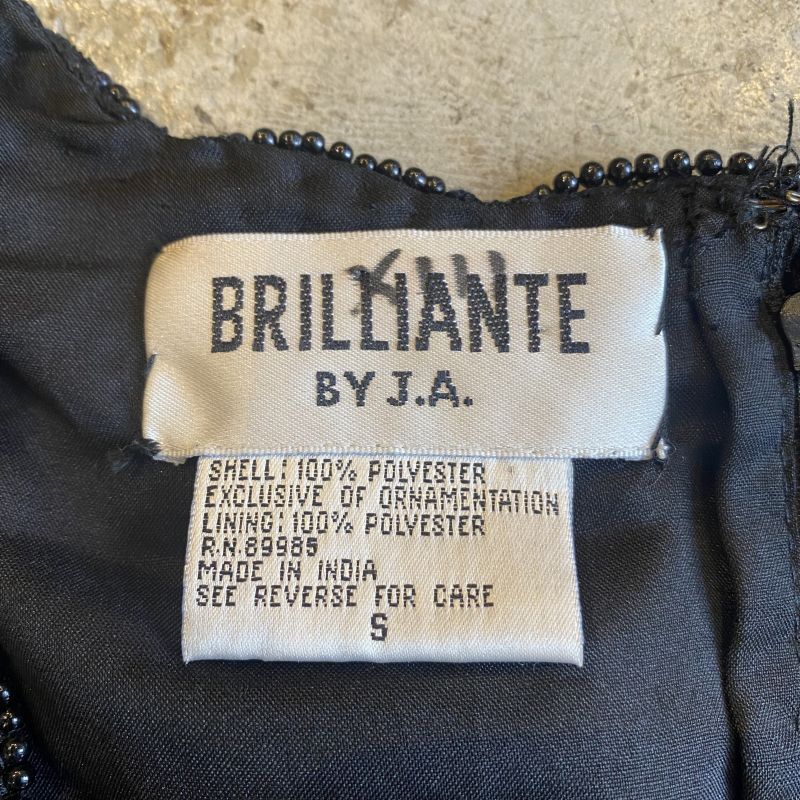 BRILLIANTE
BY J.A.
SHELL: 100% POLYESTER
EXCLUSIVE OF ORNAMENTATION
LINING: 100% POLYESTER
R.N.89985
MADE IN INDIA
SEE REVERSE FOR CARE
S